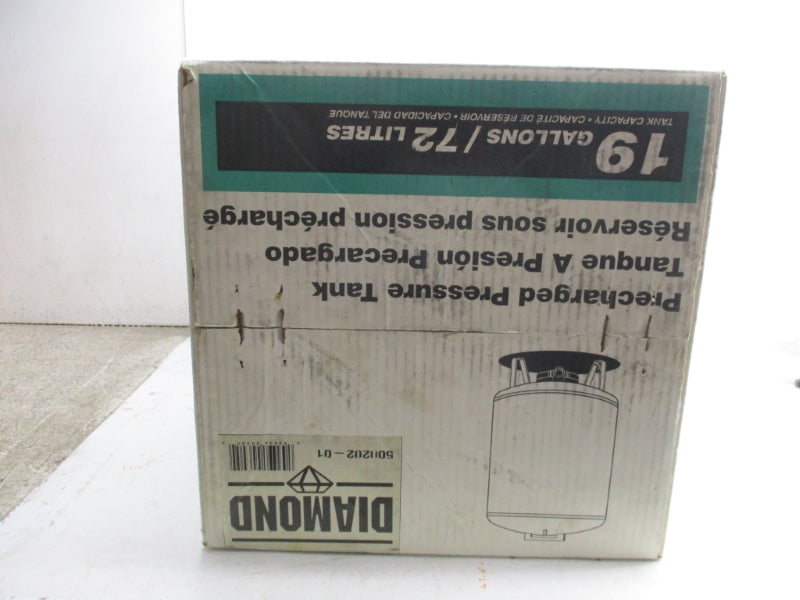 DIAMOND
50H202-01
Precharged Pressure Tank
Tanque A Presión Precargado
Réservoir sous pression préchargé
19 GALLONS / 72 LITRES
TANK CAPACITY • CAPACITÉ DE RÉSERVOIR • CAPACIDAD DEL TANQUE